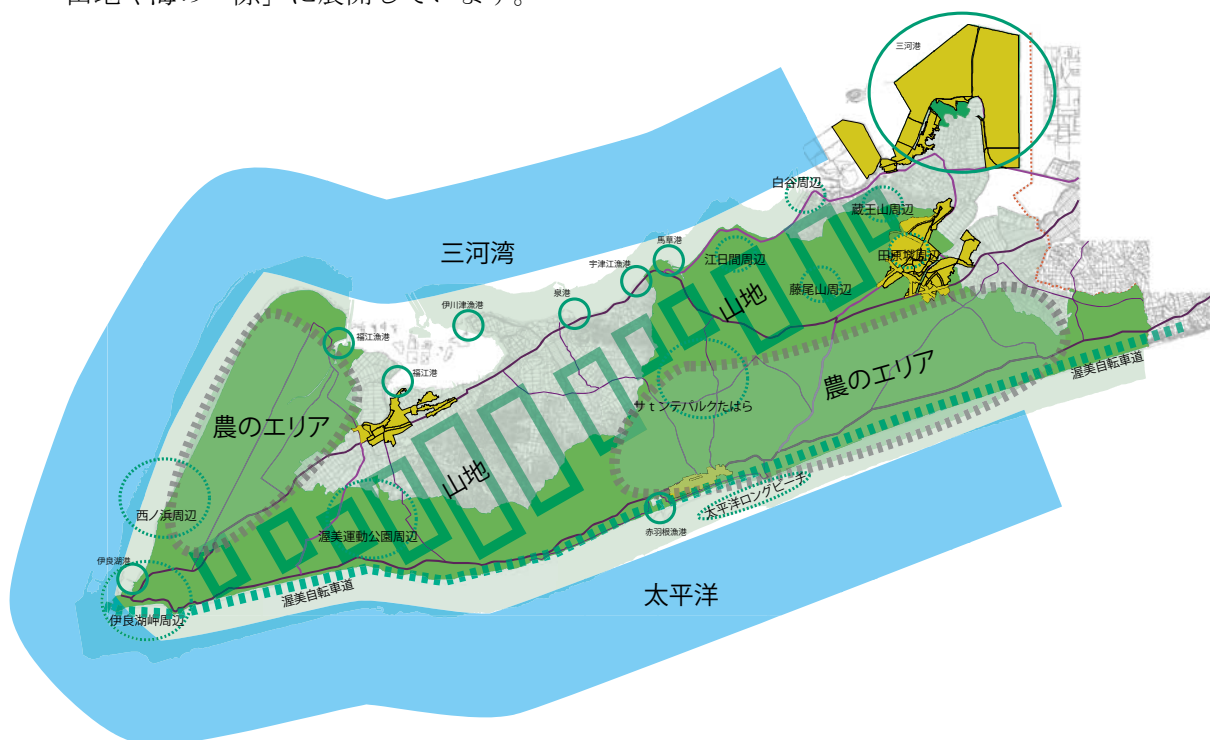 三河港
白谷周辺
蔵王山周辺
馬草港
三河湾
江日間周辺
田原城周辺
宇津江漁港
泉港
藤尾山周辺
山地
伊川津漁港
福江漁港
福江港
農のエリア
渥美自転車道
サｔンテパルクたはら
農のエリア
山地
太平洋ロングビーチ
西ノ浜周辺
赤羽根漁港
渥美運動公園周辺
伊良湖港
渥美自転車道
太平洋
伊良湖岬周辺